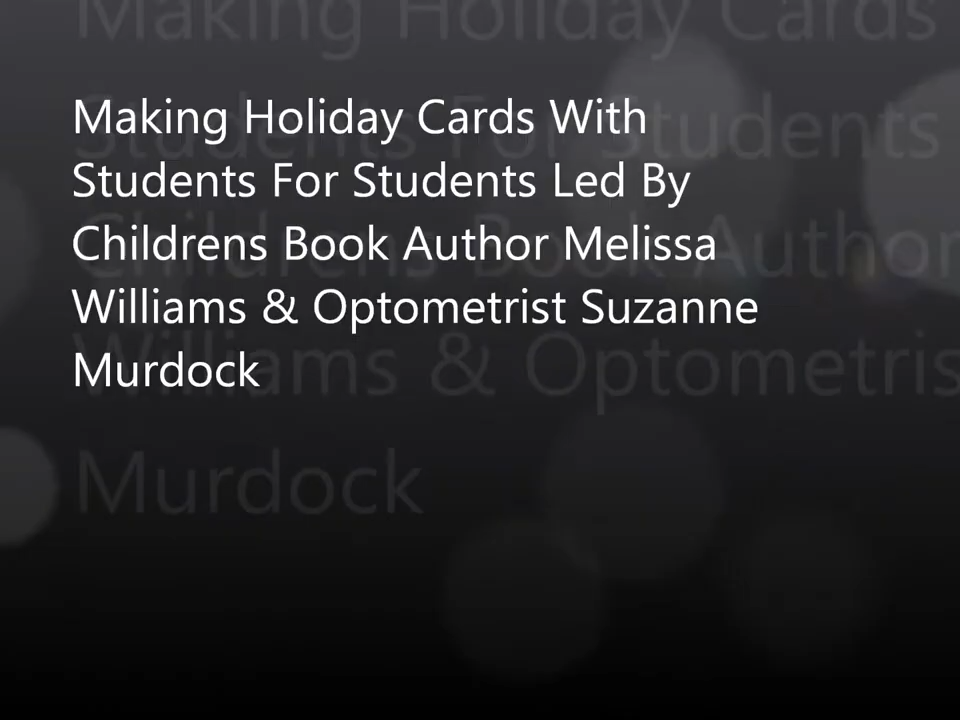 Making Holiday Cards With
Students For Students Led By
Childrens Book Author Melissa
Williams & Optometrist Suzanne
Murdock